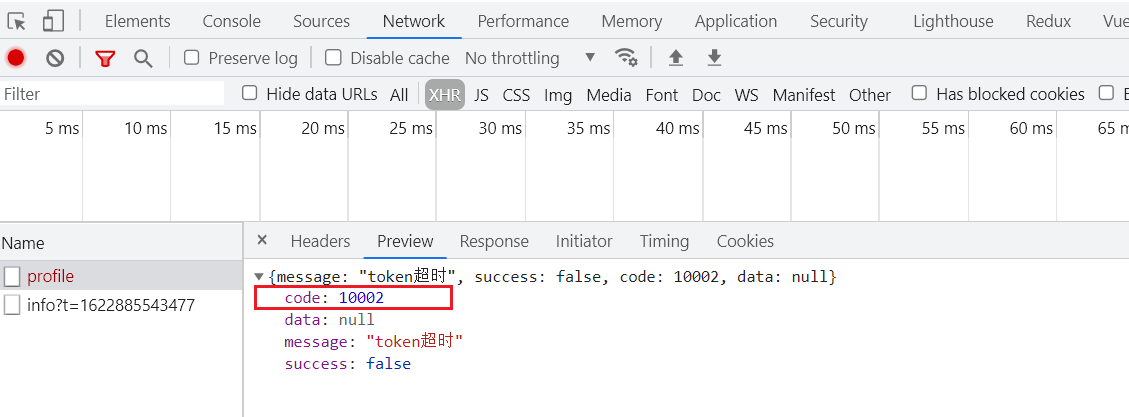 Elements Console Sources Network Performance Memory Application Security Lighthouse Redux Vue
Preserve log Disable cache No throttling
Filter Hide data URLs All XHR JS CSS Img Media Font Doc WS Manifest Other Has blocked cookies
5 ms 10 ms 15 ms 20 ms 25 ms 30 ms 35 ms 40 ms 45 ms 50 ms 55 ms 60 ms 65 m
Name × Headers Preview Response Initiator Timing Cookies
profile
info?t=1622885543477
{message: "token超时", success: false, code: 10002, data: null}
code: 10002
data: null
message: "token超时"
success: false